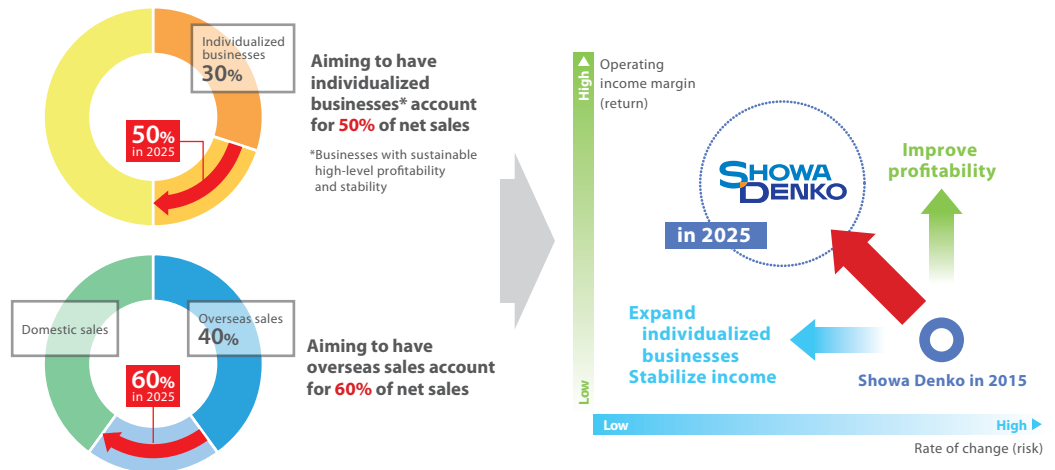 Individualized
businesses
30%
50%
in 2025
Aiming to have
individualized
businesses* account
for 50% of net sales
*Businesses with sustainable
high-level profitability
and stability
Domestic sales
Overseas sales
40%
60%
in 2025
Aiming to have
overseas sales account
for 60% of net sales
High
Operating
income margin
(return)
SHOWA
DENKO
in 2025
Improve
profitability
Expand
individualized
businesses
Stabilize income
Showa Denko in 2015
Low
Low
High
Rate of change (risk)